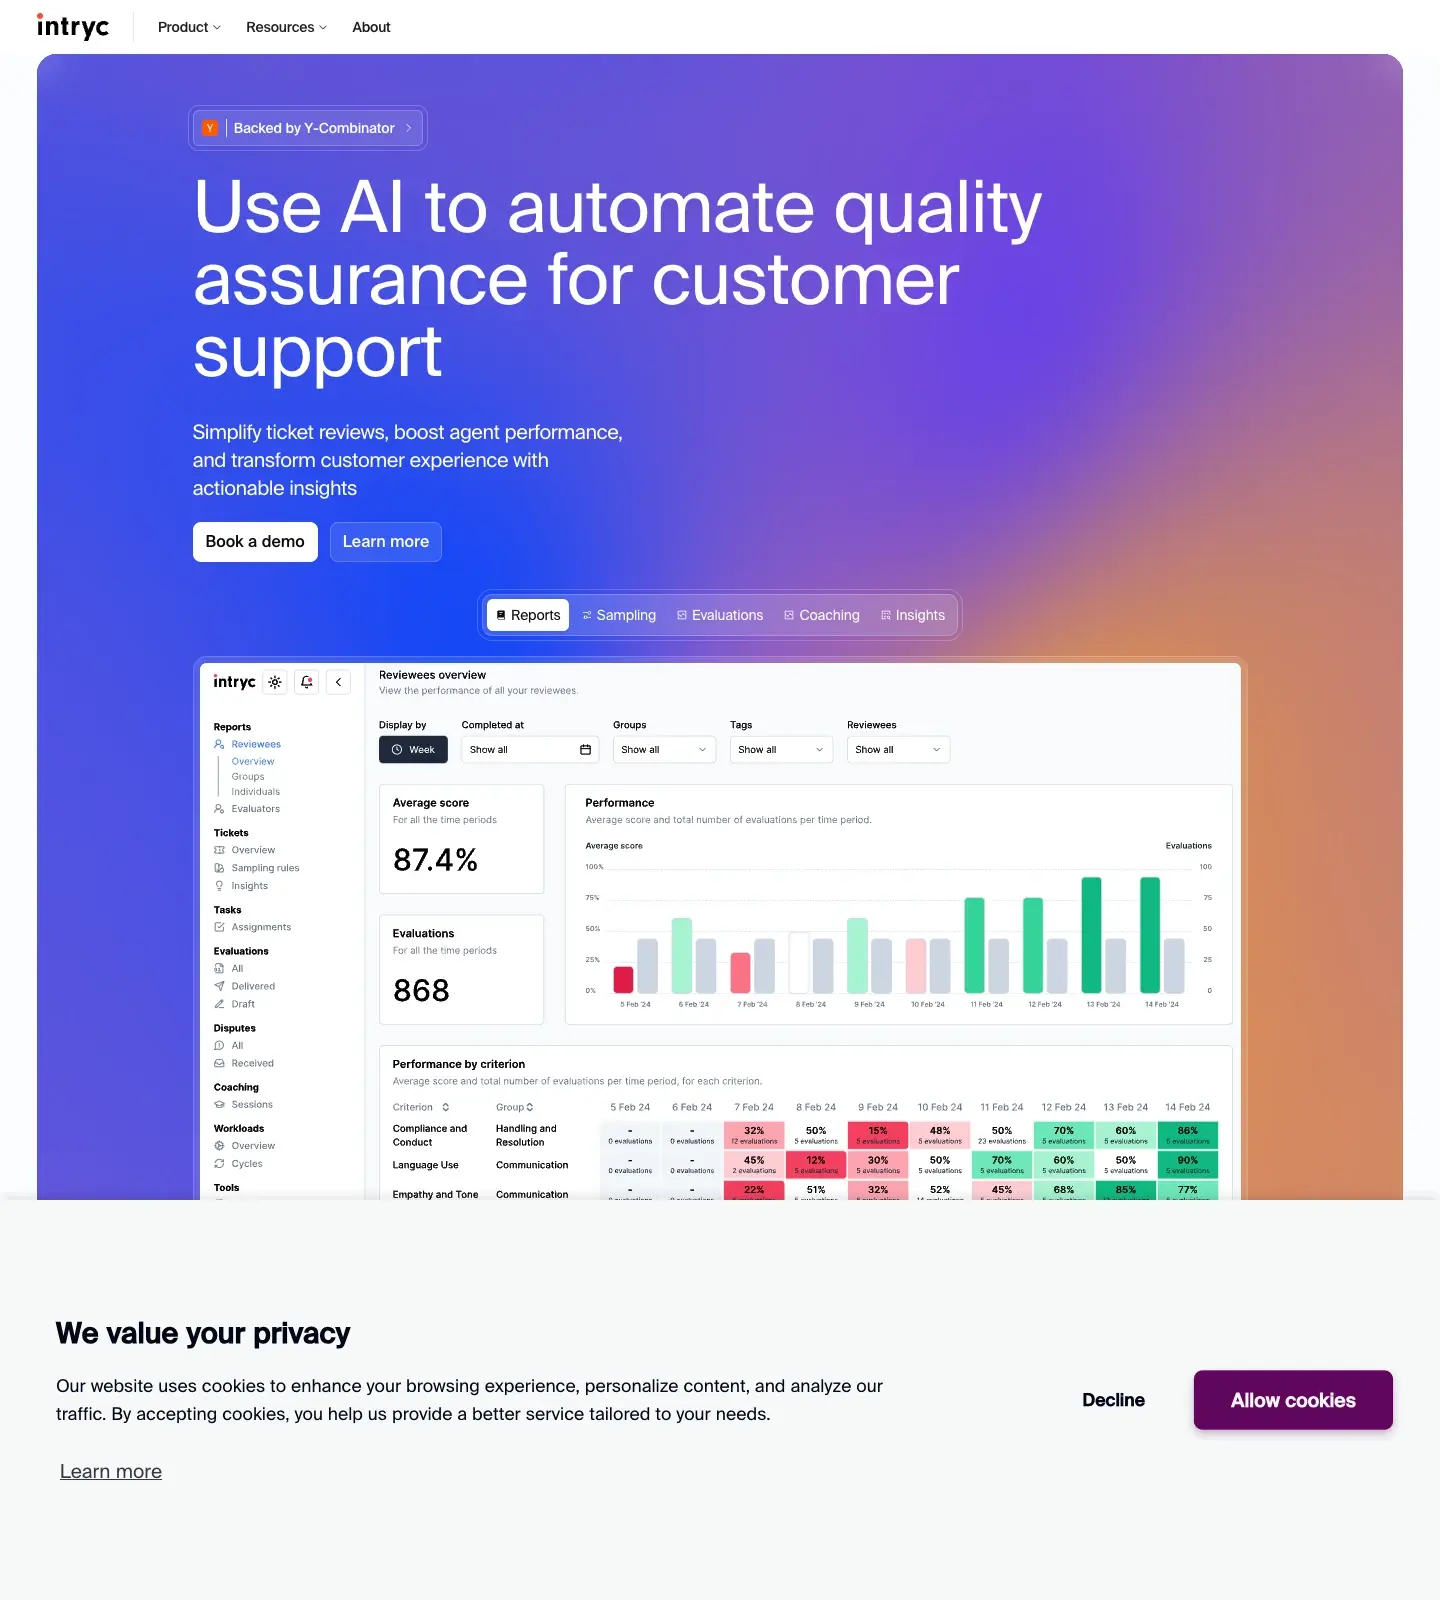 intryc
Product
Resources
About
Y
Backed by Y-Combinator
Use AI to automate quality
assurance for customer
support
Simplify ticket reviews, boost agent performance,
and transform customer experience with
actionable insights
Book a demo
Learn more
Reports
Sampling
Evaluations
Coaching
Insights
intryc
Reports
Reviewees
Overview
Groups
Individuals
Evaluators
Tickets
Overview
Sampling rules
Insights
Tasks
Assignments
Evaluations
All
Delivered
Draft
Disputes
All
Received
Coaching
Sessions
Workloads
Overview
Cycles
Tools
Reviewees overview
View the performance of all your reviewees.
Display by
Completed at
Groups
Tags
Reviewees
Week
Show all
Show all
Show all
Show all
Average score
For all the time periods
87.4%
Evaluations
For all the time periods
868
Performance
Average score and total number of evaluations per time period.
Average score
Evaluations
100% 100
75% 75
50% 50
25% 25
0% 0
5 Feb '24 6 Feb '24 7 Feb '24 8 Feb '24 9 Feb '24 10 Feb '24 11 Feb '24 12 Feb '24 13 Feb '24 14 Feb '24
Performance by criterion
Average score and total number of evaluations per time period, for each criterion.
Criterion Group 5 Feb 24 6 Feb 24 7 Feb 24 8 Feb 24 9 Feb 24 10 Feb 24 11 Feb 24 12 Feb 24 13 Feb 24 14 Feb 24
Compliance and Handling and - - 32% 50% 15% 48% 50% 70% 60% 86%
Conduct Resolution 0 evaluations 0 evaluations 12 evaluations 5 evaluations 5 evaluations 5 evaluations 23 evaluations 5 evaluations 5 evaluations 5 evaluations
Language Use Communication - - 45% 12% 30% 50% 70% 60% 50% 90%
0 evaluations 0 evaluations 2 evaluations 5 evaluations 5 evaluations 5 evaluations 5 evaluations 5 evaluations 5 evaluations 5 evaluations
Empathy and Tone Communication - - 22% 51% 32% 52% 45% 68% 85% 77%
We value your privacy
Our website uses cookies to enhance your browsing experience, personalize content, and analyze our
traffic. By accepting cookies, you help us provide a better service tailored to your needs.
Learn more
Decline
Allow cookies